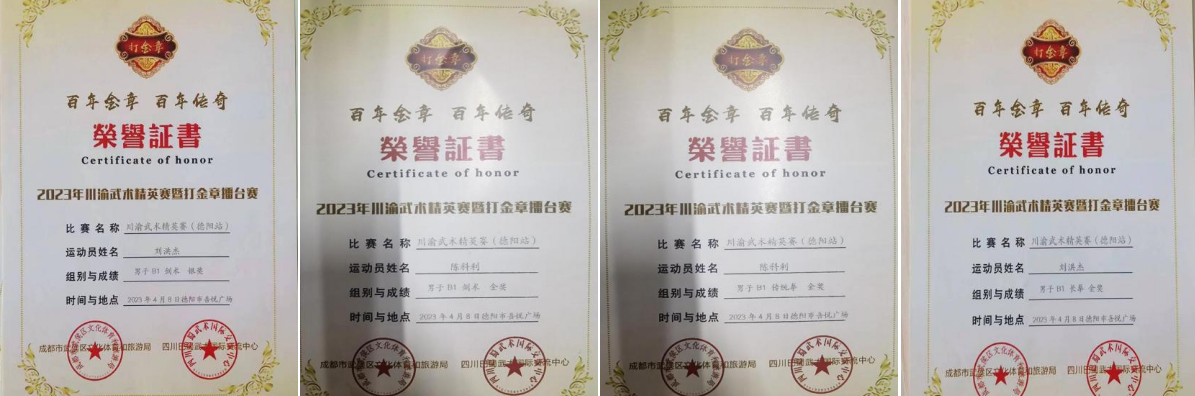 打金章
百年金章 百年传奇
榮譽証書
Certificate of honor
2023年川渝武术精英赛暨打金章擂台赛
比赛名称 川渝武术精英赛（德阳站）
运动员姓名 刘洪杰
组别与成绩 男子 B1 剑术 银奖
时间与地点 2023年4月8日德阳市吾悦广场
成都市武侯区文化体育和旅游局 四川巴蜀武术国际交流中心
打金章
百年金章 百年传奇
榮譽証書
Certificate of honor
2023年川渝武术精英赛暨打金章擂台赛
比赛名称 川渝武术精英赛（德阳站）
运动员姓名 陈科利
组别与成绩 男子 B1 剑术 金奖
时间与地点 2023年4月8日德阳市吾悦广场
成都市武侯区文化体育和旅游局 四川巴蜀武术国际交流中心
打金章
百年金章 百年传奇
榮譽証書
Certificate of honor
2023年川渝武术精英赛暨打金章擂台赛
比赛名称 川渝武术精英赛（德阳站）
运动员姓名 陈科利
组别与成绩 男子 B1 传统拳 金奖
时间与地点 2023年4月8日德阳市吾悦广场
成都市武侯区文化体育和旅游局 四川巴蜀武术国际交流中心
打金章
百年金章 百年传奇
榮譽証書
Certificate of honor
2023年川渝武术精英赛暨打金章擂台赛
比赛名称 川渝武术精英赛（德阳站）
运动员姓名 刘洪杰
组别与成绩 男子 B1 长拳 金奖
时间与地点 2023年4月8日德阳市吾悦广场
成都市武侯区文化体育和旅游局 四川巴蜀武术国际交流中心